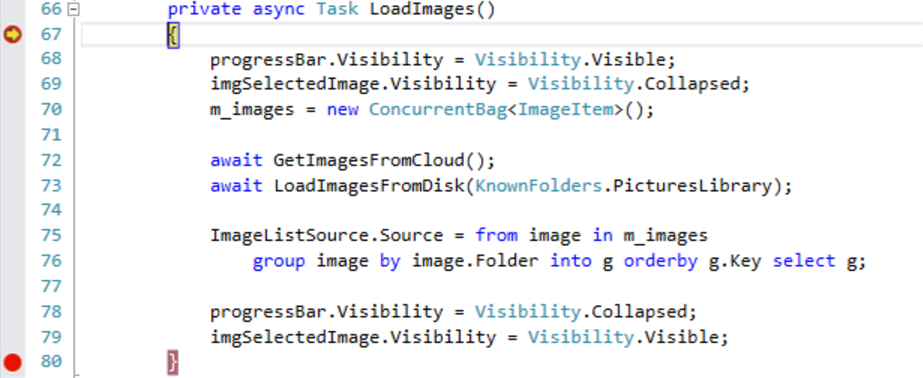 66 private async Task LoadImages()
67 {
68 progressBar.Visibility = Visibility.Visible;
69 imgSelectedImage.Visibility = Visibility.Collapsed;
70 m_images = new ConcurrentBag<ImageItem>();
71
72 await GetImagesFromCloud();
73 await LoadImagesFromDisk(KnownFolders.PicturesLibrary);
74
75 ImageListSource.Source = from image in m_images
76 group image by image.Folder into g orderby g.Key select g;
77
78 progressBar.Visibility = Visibility.Collapsed;
79 imgSelectedImage.Visibility = Visibility.Visible;
80 }